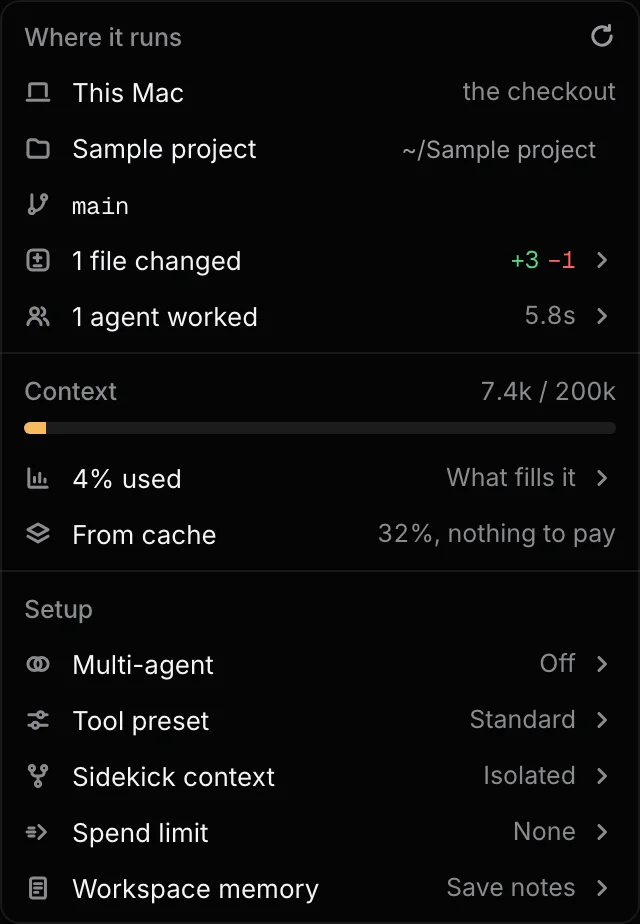 Where it runs
This Mac the checkout
Sample project ~/Sample project
main
1 file changed +3 −1
1 agent worked 5.8s
Context 7.4k / 200k
4% used What fills it
From cache 32%, nothing to pay
Setup
Multi-agent Off
Tool preset Standard
Sidekick context Isolated
Spend limit None
Workspace memory Save notes